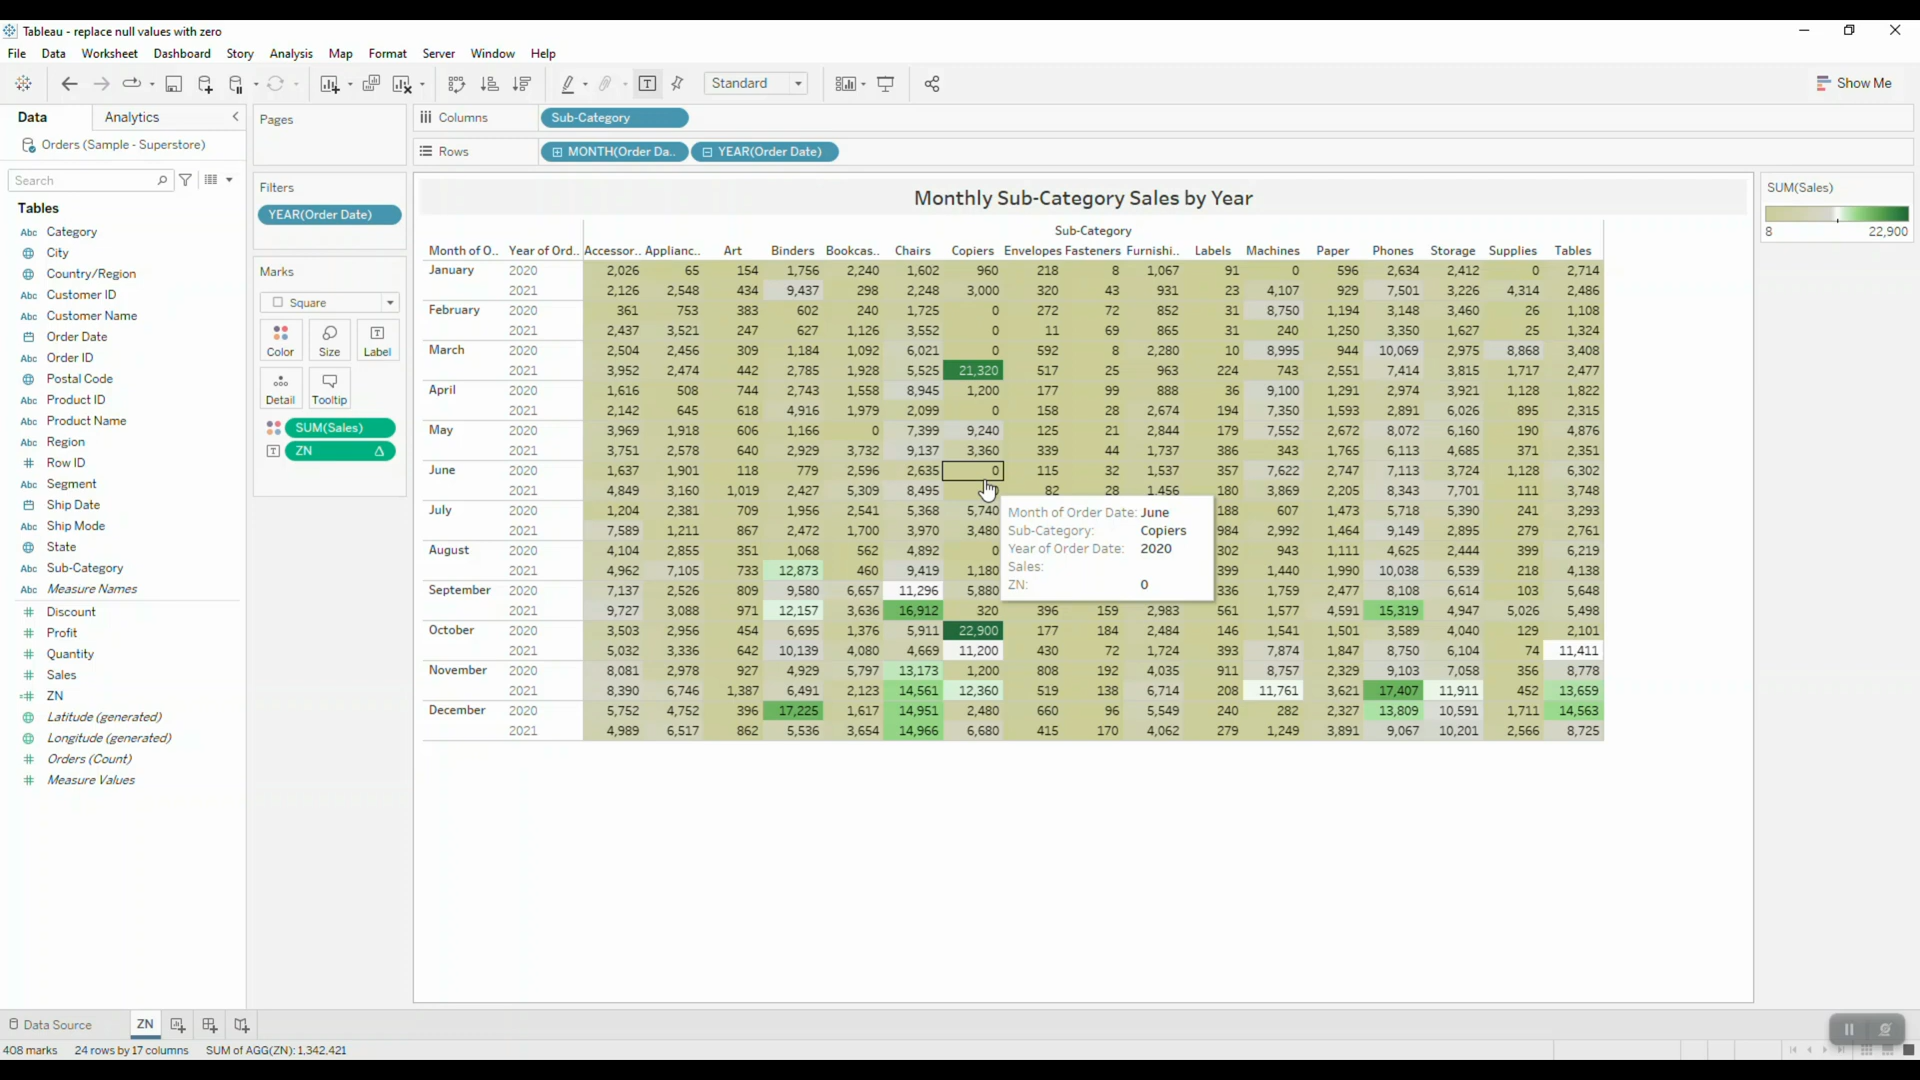 Tableau - replace null values with zero
File Data Worksheet Dashboard Story Analysis Map Format Server Window Help
Standard
Show Me
Data Analytics
Orders (Sample - Superstore)
Search
Tables
Abc Category
City
Country/Region
Abc Customer ID
Abc Customer Name
Order Date
Abc Order ID
Postal Code
Abc Product ID
Abc Product Name
Abc Region
# Row ID
Abc Segment
Ship Date
Abc Ship Mode
State
Abc Sub-Category
Abc Measure Names
# Discount
# Profit
# Quantity
# Sales
=# ZN
Latitude (generated)
Longitude (generated)
# Orders (Count)
# Measure Values
Pages
Filters
YEAR(Order Date)
Marks
Square
Color Size Label
Detail Tooltip
SUM(Sales)
ZN
Columns Sub-Category
Rows MONTH(Order Da.. YEAR(Order Date)
Monthly Sub-Category Sales by Year
Sub-Category
Month of O.. Year of Ord.. Accessor.. Applianc.. Art Binders Bookcas.. Chairs Copiers Envelopes Fasteners Furnishi.. Labels Machines Paper Phones Storage Supplies Tables
January 2020 2,026 65 154 1,756 2,240 1,602 960 218 8 1,067 91 0 596 2,634 2,412 0 2,714
2021 2,126 2,548 434 9,437 298 2,248 3,000 320 43 931 23 4,107 929 7,501 3,226 4,314 2,486
February 2020 361 753 383 602 240 1,725 0 272 72 852 31 8,750 1,194 3,148 3,460 26 1,108
2021 2,437 3,521 247 627 1,126 3,552 0 11 69 865 31 240 1,250 3,350 1,627 25 1,324
March 2020 2,504 2,456 309 1,184 1,092 6,021 0 592 8 2,280 10 8,995 944 10,069 2,975 8,868 3,408
2021 3,952 2,474 442 2,785 1,928 5,525 21,320 517 25 963 224 743 2,551 7,414 3,815 1,717 2,477
April 2020 1,616 508 744 2,743 1,558 8,945 1,200 177 99 888 36 9,100 1,291 2,974 3,921 1,128 1,822
2021 2,142 645 618 4,916 1,979 2,099 0 158 28 2,674 194 7,350 1,593 2,891 6,026 895 2,315
May 2020 3,969 1,918 606 1,166 0 7,399 9,240 125 21 2,844 179 7,552 2,672 8,072 6,160 190 4,876
2021 3,751 2,578 640 2,929 3,732 9,137 3,360 339 44 1,737 386 343 1,765 6,113 4,685 371 2,351
June 2020 1,637 1,901 118 779 2,596 2,635 0 115 32 1,537 357 7,622 2,747 7,113 3,724 1,128 6,302
2021 4,849 3,160 1,019 2,427 5,309 8,495 82 28 1,456 180 3,869 2,205 8,343 7,701 111 3,748
July 2020 1,204 2,381 709 1,956 2,541 5,368 5,740 188 607 1,473 5,718 5,390 241 3,293
2021 7,589 1,211 867 2,472 1,700 3,970 3,480 984 2,992 1,464 9,149 2,895 279 2,761
August 2020 4,104 2,855 351 1,068 562 4,892 0 302 943 1,111 4,625 2,444 399 6,219
2021 4,962 7,105 733 12,873 460 9,419 1,180 399 1,440 1,990 10,038 6,539 218 4,138
September 2020 7,137 2,526 809 9,580 6,657 11,296 5,880 336 1,759 2,477 8,108 6,614 103 5,648
2021 9,727 3,088 971 12,157 3,636 16,912 320 396 159 2,983 561 1,577 4,591 15,319 4,947 5,026 5,498
October 2020 3,503 2,956 454 6,695 1,376 5,911 22,900 177 184 2,484 146 1,541 1,501 3,589 4,040 129 2,101
2021 5,032 3,336 642 10,139 4,080 4,669 11,200 430 72 1,724 393 7,874 1,847 8,750 6,104 74 11,411
November 2020 8,081 2,978 927 4,929 5,797 13,173 1,200 808 192 4,035 911 8,757 2,329 9,103 7,058 356 8,778
2021 8,390 6,746 1,387 6,491 2,123 14,561 12,360 519 138 6,714 208 11,761 3,621 17,407 11,911 452 13,659
December 2020 5,752 4,752 396 17,225 1,617 14,951 2,480 660 96 5,549 240 282 2,327 13,809 10,591 1,711 14,563
2021 4,989 6,517 862 5,536 3,654 14,966 6,680 415 170 4,062 279 1,249 3,891 9,067 10,201 2,566 8,725
Month of Order Date: June
Sub-Category: Copiers
Year of Order Date: 2020
Sales:
ZN: 0
SUM(Sales)
8 22,900
Data Source ZN
408 marks 24 rows by 17 columns SUM of AGG(ZN): 1,342,421